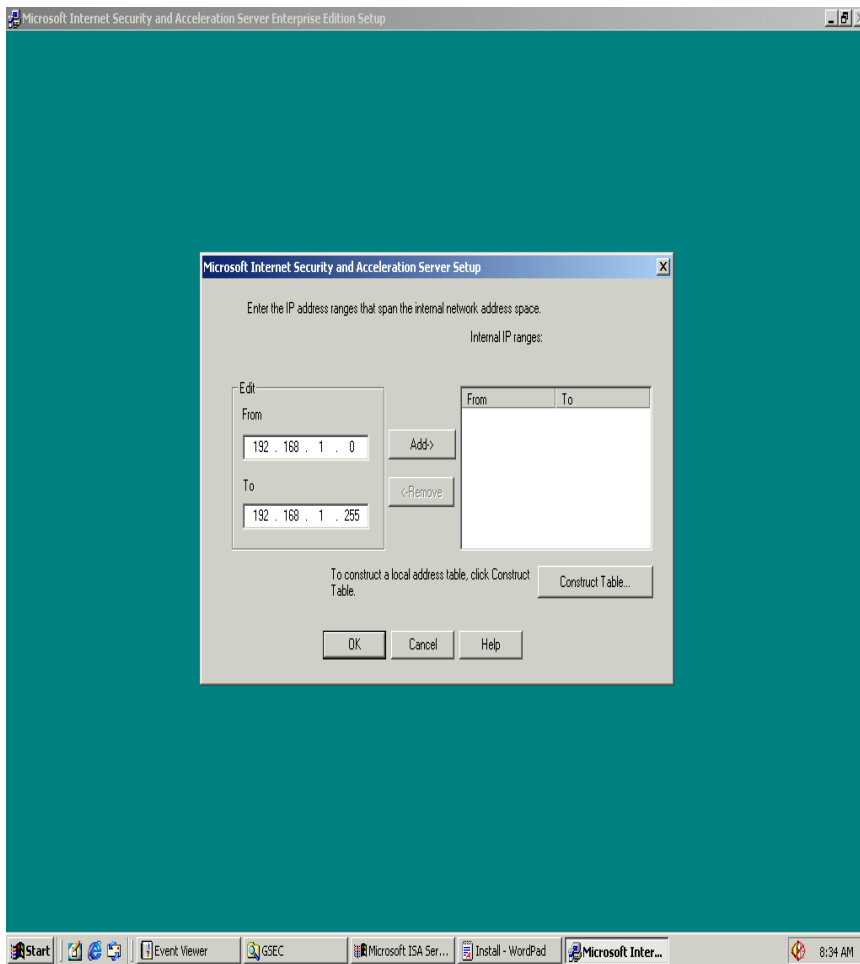 Microsoft Internet Security and Acceleration Server Enterprise Edition Setup
Microsoft Internet Security and Acceleration Server Setup
Enter the IP address ranges that span the internal network address space.
Internal IP ranges:
Edit
From
192 . 168 . 1 . 0
To
192 . 168 . 1 . 255
Add->
<-Remove
From To
To construct a local address table, click Construct
Table.
Construct Table...
OK Cancel Help
Start Event Viewer GSEC Microsoft ISA Ser... Install - WordPad Microsoft Inter... 8:34 AM